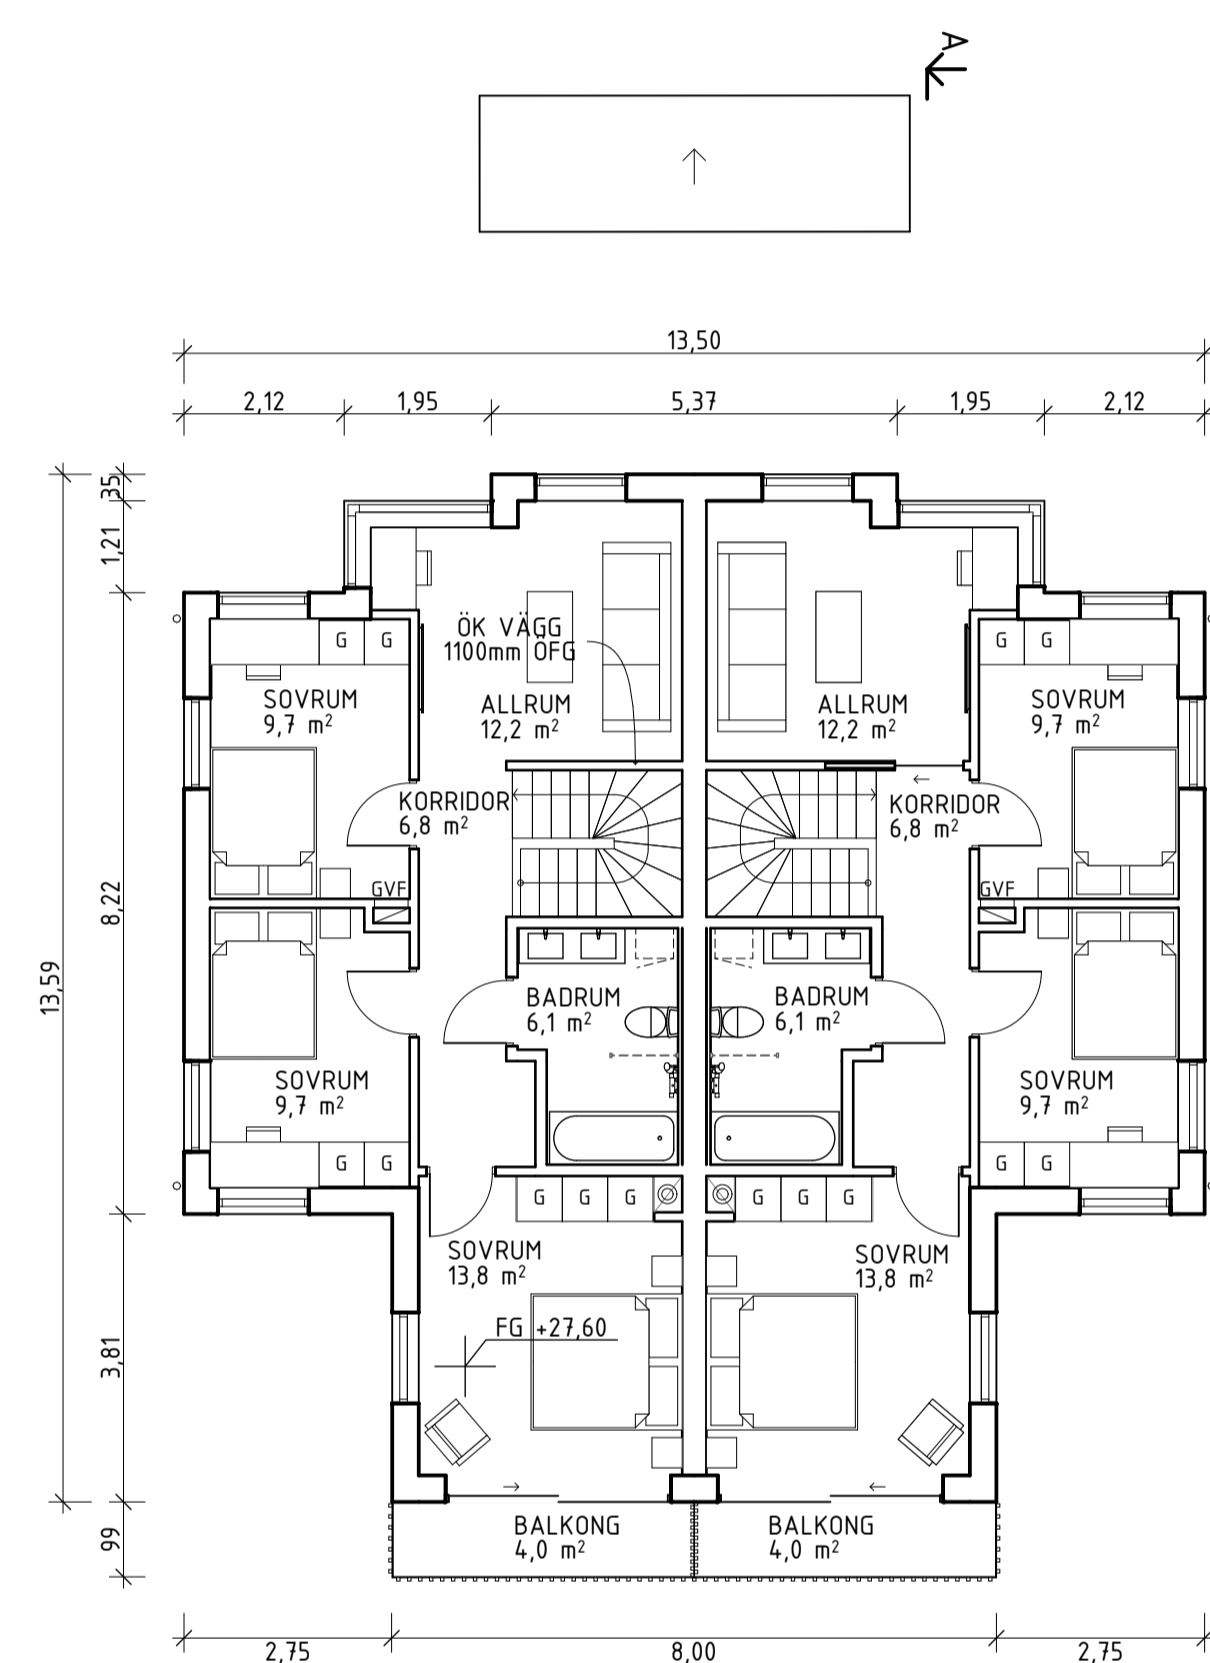 A
13,50
2,12
1,95
5,37
1,95
2,12
35
1,21
8,22
13,59
3,81
99
G G
G G
ÖK VÄGG
1100mm ÖFG
SOVRUM
9,7 m²
ALLRUM
12,2 m²
ALLRUM
12,2 m²
SOVRUM
9,7 m²
KORRIDOR
6,8 m²
KORRIDOR
6,8 m²
GVF
GVF
BADRUM
6,1 m²
BADRUM
6,1 m²
SOVRUM
9,7 m²
SOVRUM
9,7 m²
G G
G G
G G G
G G G
SOVRUM
13,8 m²
SOVRUM
13,8 m²
FG +27,60
BALKONG
4,0 m²
BALKONG
4,0 m²
2,75
8,00
2,75